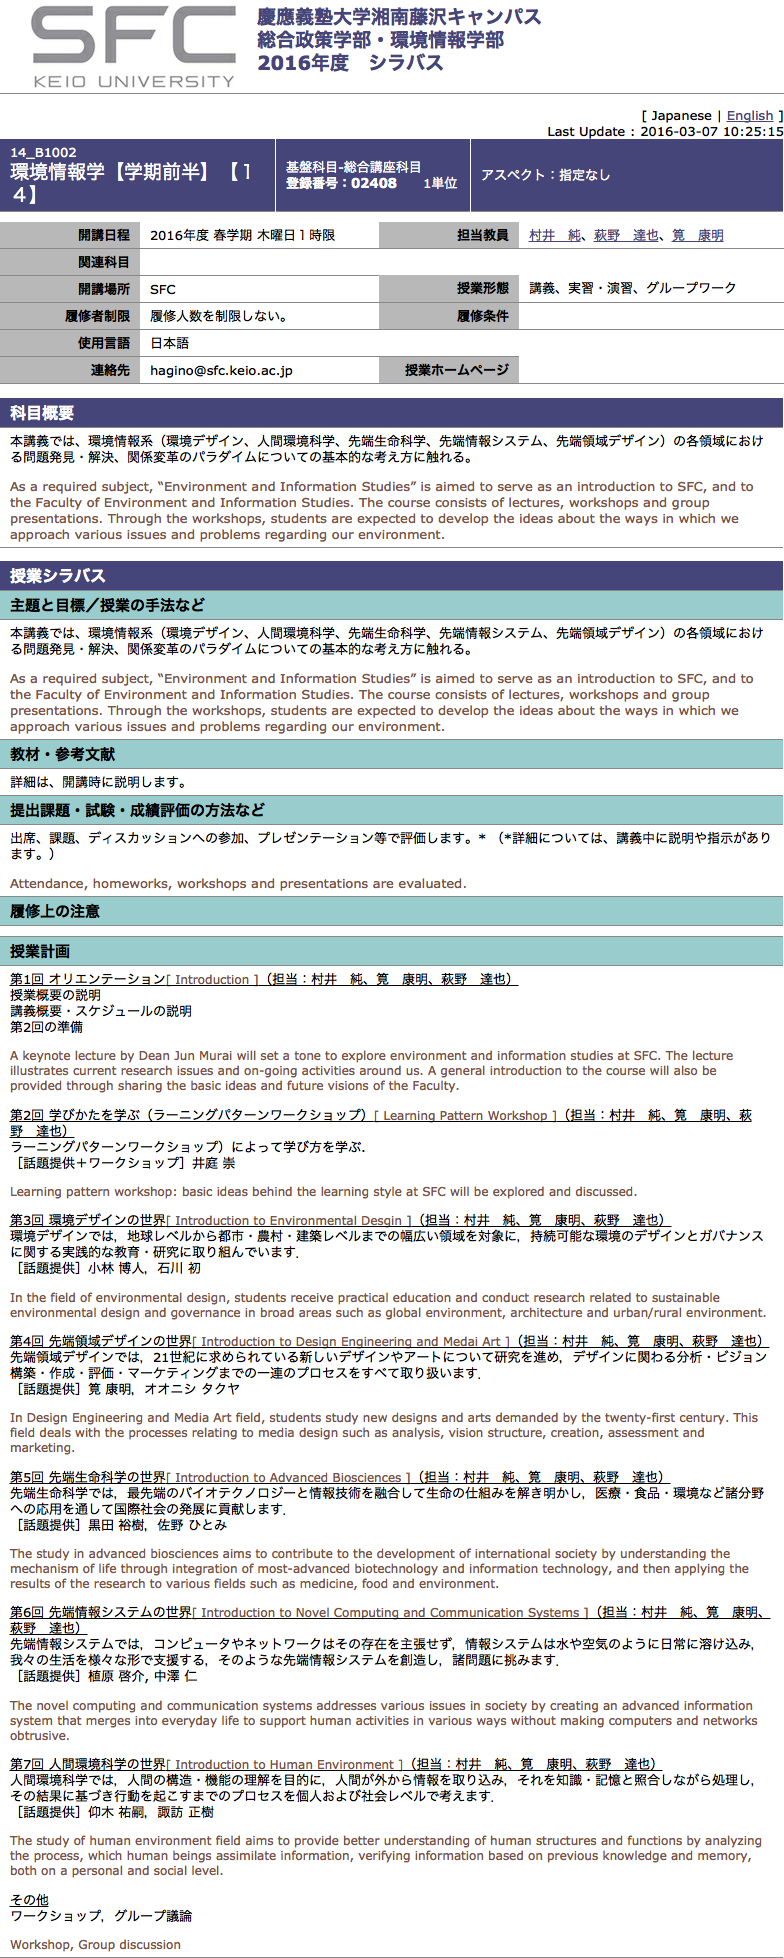 SFC
KEIO UNIVERSITY
慶應義塾大学湘南藤沢キャンパス
総合政策学部・環境情報学部
2016年度　シラバス
[ Japanese | English ]
Last Update : 2016-03-07 10:25:15
14_B1002
環境情報学【学期前半】【１
４】
基盤科目-総合講座科目
登録番号：02408　　1単位
アスペクト：指定なし
開講日程 2016年度 春学期 木曜日１時限
担当教員 村井　純、萩野　達也、筧　康明
関連科目
開講場所 SFC
授業形態 講義、実習・演習、グループワーク
履修者制限 履修人数を制限しない。
履修条件
使用言語 日本語
連絡先 hagino@sfc.keio.ac.jp
授業ホームページ
科目概要
本講義では、環境情報系（環境デザイン、人間環境科学、先端生命科学、先端情報システム、先端領域デザイン）の各領域におけ
る問題発見・解決、関係変革のパラダイムについての基本的な考え方に触れる。
As a required subject, “Environment and Information Studies” is aimed to serve as an introduction to SFC, and to
the Faculty of Environment and Information Studies. The course consists of lectures, workshops and group
presentations. Through the workshops, students are expected to develop the ideas about the ways in which we
approach various issues and problems regarding our environment.
授業シラバス
主題と目標／授業の手法など
本講義では、環境情報系（環境デザイン、人間環境科学、先端生命科学、先端情報システム、先端領域デザイン）の各領域におけ
る問題発見・解決、関係変革のパラダイムについての基本的な考え方に触れる。
As a required subject, “Environment and Information Studies” is aimed to serve as an introduction to SFC, and to
the Faculty of Environment and Information Studies. The course consists of lectures, workshops and group
presentations. Through the workshops, students are expected to develop the ideas about the ways in which we
approach various issues and problems regarding our environment.
教材・参考文献
詳細は、開講時に説明します。
提出課題・試験・成績評価の方法など
出席、課題、ディスカッションへの参加、プレゼンテーション等で評価します。* （*詳細については、講義中に説明や指示があり
ます。）
Attendance, homeworks, workshops and presentations are evaluated.
履修上の注意
授業計画
第1回 オリエンテーション[ Introduction ]（担当：村井　純、筧　康明、萩野　達也）
授業概要の説明
講義概要・スケジュールの説明
第2回の準備
A keynote lecture by Dean Jun Murai will set a tone to explore environment and information studies at SFC. The lecture
illustrates current research issues and on-going activities around us. A general introduction to the course will also be
provided through sharing the basic ideas and future visions of the Faculty.
第2回 学びかたを学ぶ（ラーニングパターンワークショップ）[ Learning Pattern Workshop ]（担当：村井　純、筧　康明、萩
野　達也）
ラーニングパターンワークショップ）によって学び方を学ぶ．
［話題提供＋ワークショップ］井庭 崇
Learning pattern workshop: basic ideas behind the learning style at SFC will be explored and discussed.
第3回 環境デザインの世界[ Introduction to Environmental Desgin ]（担当：村井　純、筧　康明、萩野　達也）
環境デザインでは，地球レベルから都市・農村・建築レベルまでの幅広い領域を対象に，持続可能な環境のデザインとガバナンス
に関する実践的な教育・研究に取り組んでいます．
［話題提供］小林 博人，石川 初
In the field of environmental design, students receive practical education and conduct research related to sustainable
environmental design and governance in broad areas such as global environment, architecture and urban/rural environment.
第4回 先端領域デザインの世界[ Introduction to Design Engineering and Medai Art ]（担当：村井　純、筧　康明、萩野　達也）
先端領域デザインでは，21世紀に求められている新しいデザインやアートについて研究を進め，デザインに関わる分析・ビジョン
構築・作成・評価・マーケティングまでの一連のプロセスをすべて取り扱います．
［話題提供］筧 康明，オオニシ タクヤ
In Design Engineering and Media Art field, students study new designs and arts demanded by the twenty-first century. This
field deals with the processes relating to media design such as analysis, vision structure, creation, assessment and
marketing.
第5回 先端生命科学の世界[ Introduction to Advanced Biosciences ]（担当：村井　純、筧　康明、萩野　達也）
先端生命科学では，最先端のバイオテクノロジーと情報技術を融合して生命の仕組みを解き明かし，医療・食品・環境など諸分野
への応用を通して国際社会の発展に貢献します．
［話題提供］黒田 裕樹，佐野 ひとみ
The study in advanced biosciences aims to contribute to the development of international society by understanding the
mechanism of life through integration of most-advanced biotechnology and information technology, and then applying the
results of the research to various fields such as medicine, food and environment.
第6回 先端情報システムの世界[ Introduction to Novel Computing and Communication Systems ]（担当：村井　純、筧　康明、
萩野　達也）
先端情報システムでは，コンピュータやネットワークはその存在を主張せず，情報システムは水や空気のように日常に溶け込み，
我々の生活を様々な形で支援する，そのような先端情報システムを創造し，諸問題に挑みます．
［話題提供］植原 啓介, 中澤 仁
The novel computing and communication systems addresses various issues in society by creating an advanced information
system that merges into everyday life to support human activities in various ways without making computers and networks
obtrusive.
第7回 人間環境科学の世界[ Introduction to Human Environment ]（担当：村井　純、筧　康明、萩野　達也）
人間環境科学では，人間の構造・機能の理解を目的に，人間が外から情報を取り込み，それを知識・記憶と照合しながら処理し，
その結果に基づき行動を起こすまでのプロセスを個人および社会レベルで考えます．
［話題提供］仰木 祐嗣，諏訪 正樹
The study of human environment field aims to provide better understanding of human structures and functions by analyzing
the process, which human beings assimilate information, verifying information based on previous knowledge and memory,
both on a personal and social level.
その他
ワークショップ，グループ議論
Workshop, Group discussion